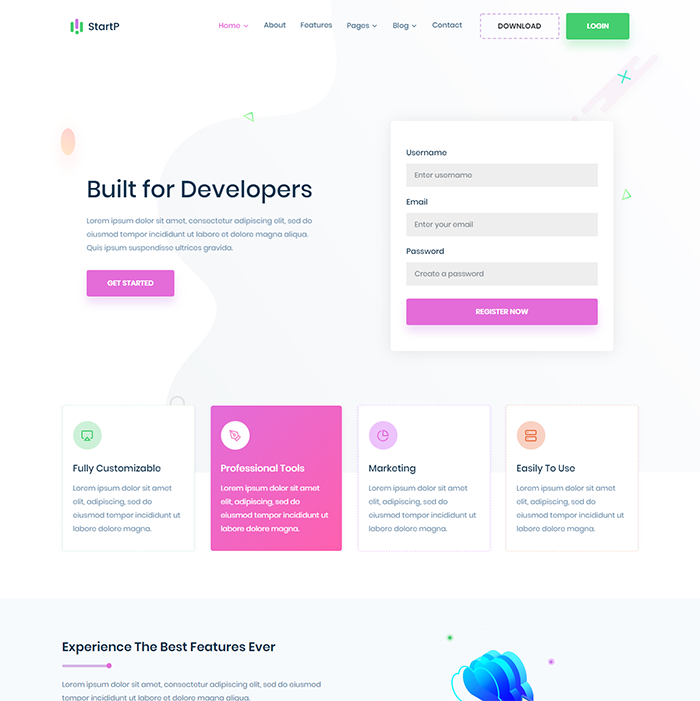 StartP
Home About Features Pages Blog Contact DOWNLOAD LOGIN
Built for Developers
Lorem ipsum dolor sit amet, consectetur adipiscing elit, sed do
eiusmod tempor incididunt ut labore et dolore magna aliqua.
Quis ipsum suspendisse ultrices gravida.
GET STARTED
Username
Enter username
Email
Enter your email
Password
Create a password
REGISTER NOW
Fully Customizable
Lorem ipsum dolor sit amet
elit, adipiscing, sed do
eiusmod tempor incididunt ut
labore dolore magna.
Professional Tools
Lorem ipsum dolor sit amet
elit, adipiscing, sed do
eiusmod tempor incididunt ut
labore dolore magna.
Marketing
Lorem ipsum dolor sit amet
elit, adipiscing, sed do
eiusmod tempor incididunt ut
labore dolore magna.
Easily To Use
Lorem ipsum dolor sit amet
elit, adipiscing, sed do
eiusmod tempor incididunt ut
labore dolore magna.
Experience The Best Features Ever
Lorem ipsum dolor sit amet, consectetur adipiscing elit, sed do eiusmod
tempor incididunt ut labore et dolore magna aliqua.